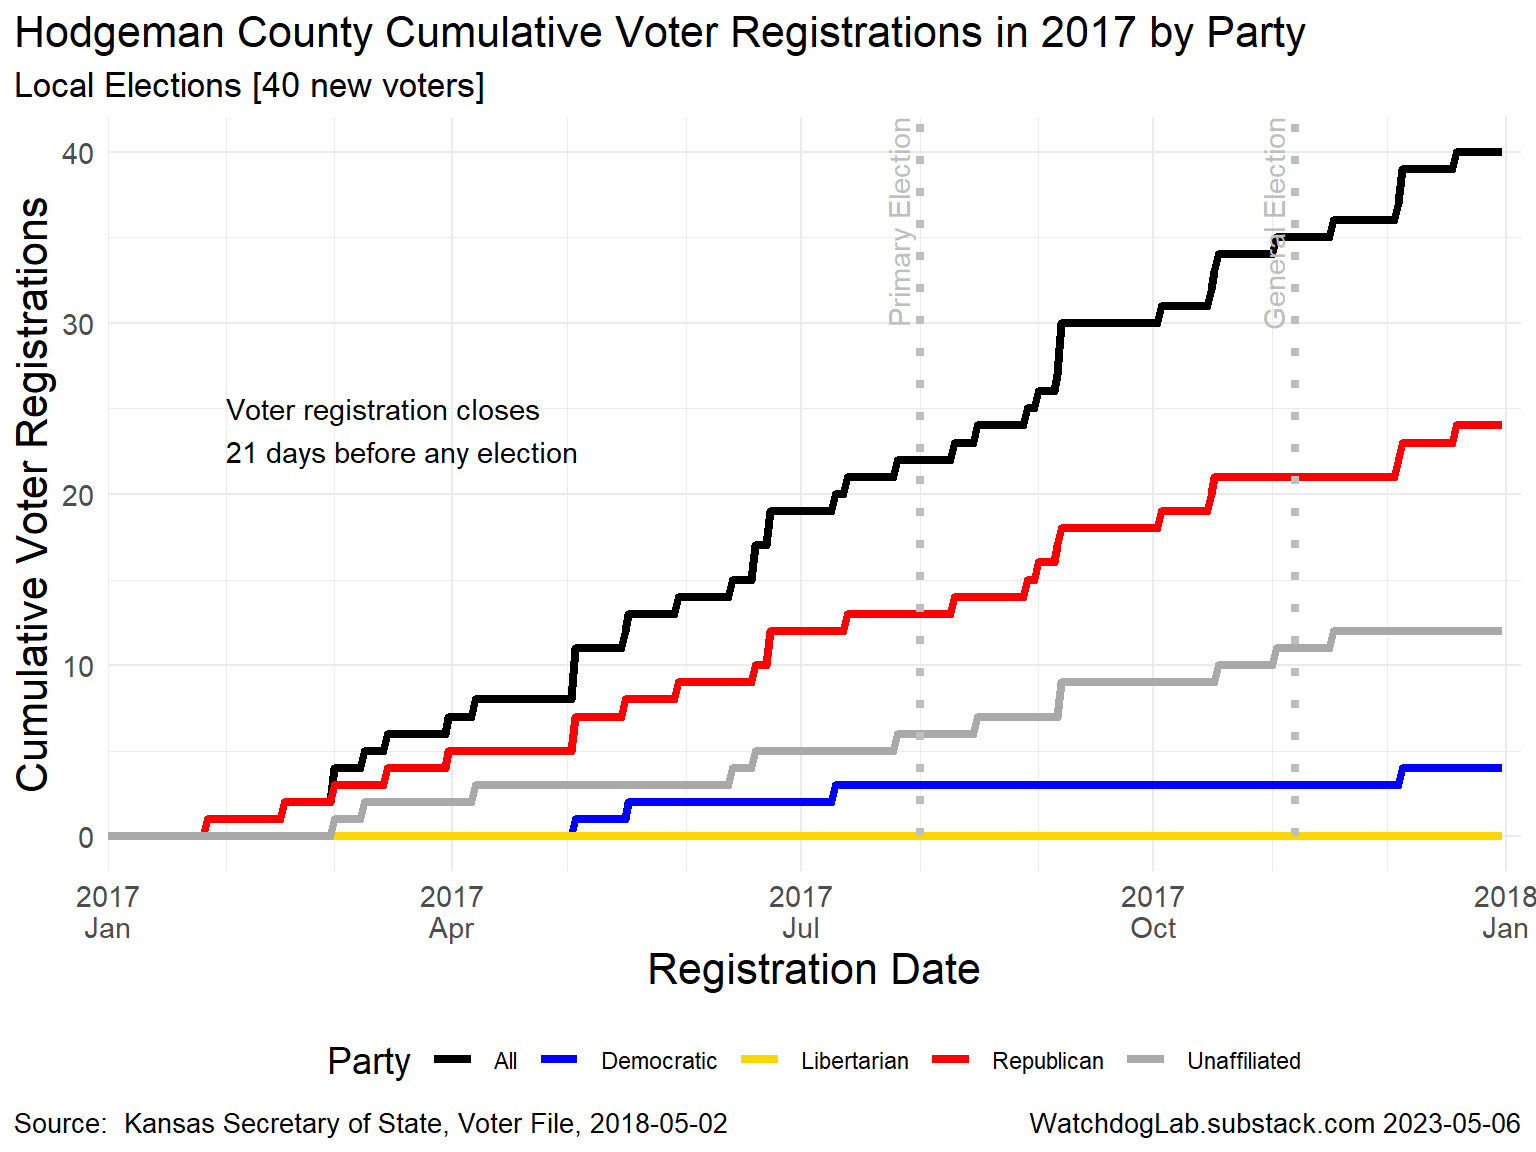 Hodgeman County Cumulative Voter Registrations in 2017 by Party
Local Elections [40 new voters]
Cumulative Voter Registrations
40
30
20
10
0
Primary Election
General Election
Voter registration closes
21 days before any election
2017
Jan
2017
Apr
2017
Jul
2017
Oct
2018
Jan
Registration Date
Party
All
Democratic
Libertarian
Republican
Unaffiliated
Source:  Kansas Secretary of State, Voter File, 2018-05-02
WatchdogLab.substack.com 2023-05-06